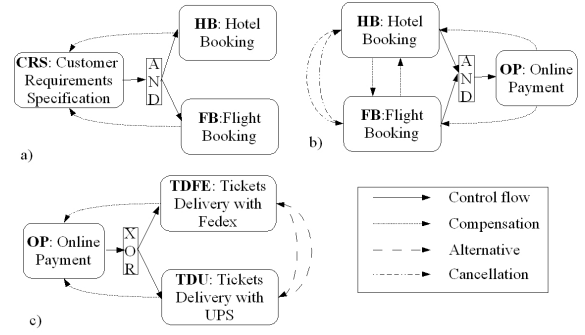 HB: Hotel
Booking
CRS: Customer
Requirements
Specification
A
N
D
FB:Flight
Booking
a)
HB: Hotel
Booking
FB:Flight
Booking
A
N
D
OP: Online
Payment
b)
TDFE: Tickets
Delivery with
Fedex
OP: Online
Payment
X
O
R
TDU: Tickets
Delivery with
UPS
c)
Control flow
Compensation
Alternative
Cancellation